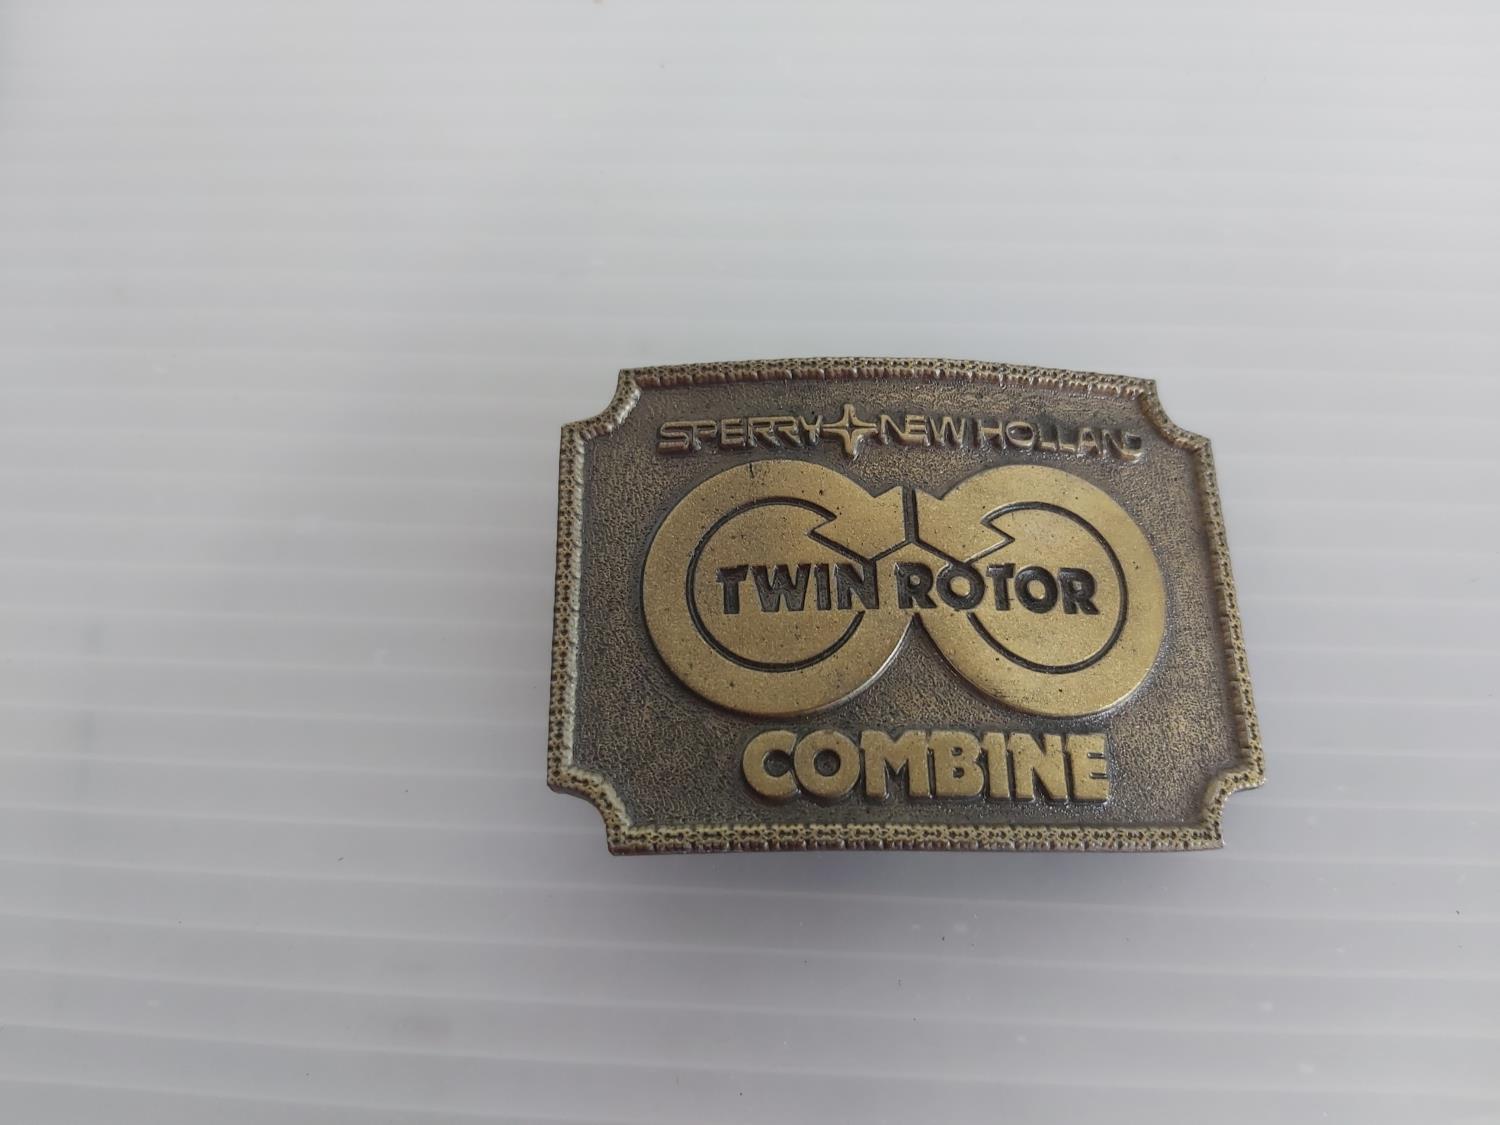 SPERRY NEW HOLLAND
TWIN ROTOR
COMBINE